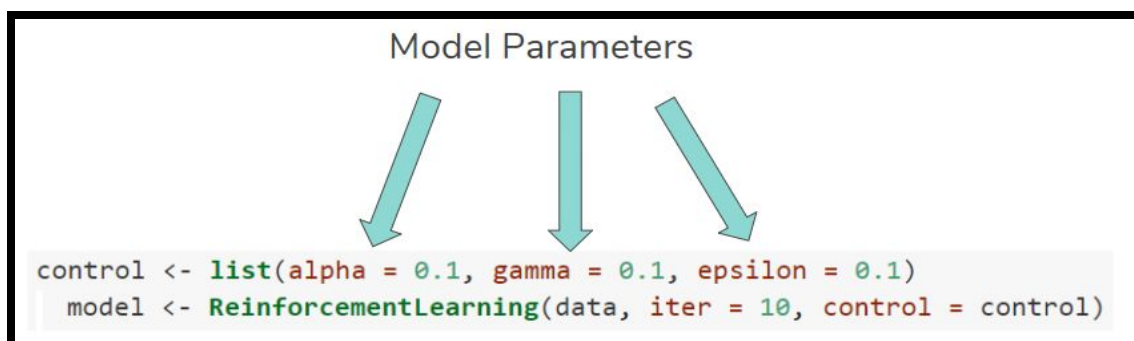 Model Parameters
control <- list(alpha = 0.1, gamma = 0.1, epsilon = 0.1)
model <- ReinforcementLearning(data, iter = 10, control = control)